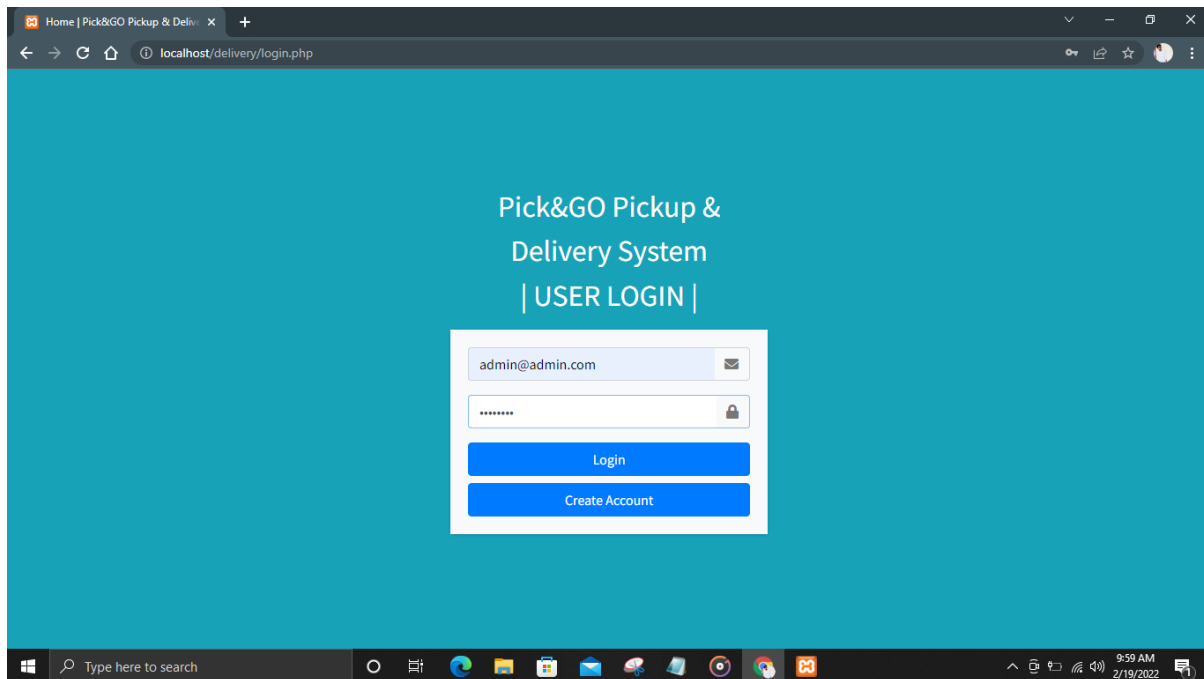 Home | Pick&GO Pickup & Delive
localhost/delivery/login.php
Pick&GO Pickup &
Delivery System
| USER LOGIN |
admin@admin.com
••••••••
Login
Create Account
Type here to search
9:59 AM
2/19/2022